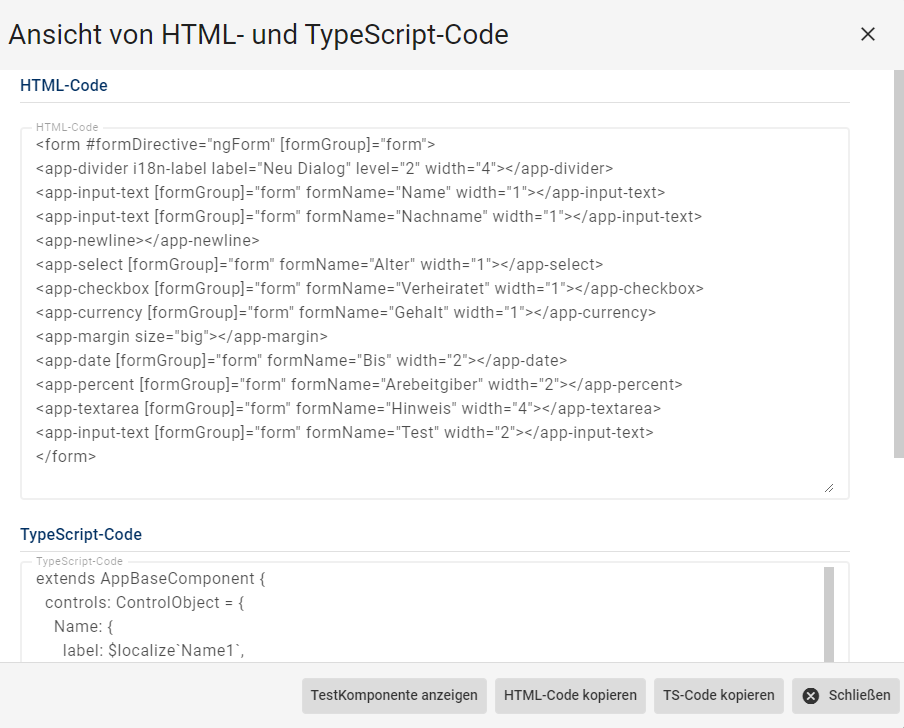 Ansicht von HTML- und TypeScript-Code
HTML-Code
HTML-Code
<form #formDirective="ngForm" [formGroup]="form">
<app-divider i18n-label label="Neu Dialog" level="2" width="4"></app-divider>
<app-input-text [formGroup]="form" formName="Name" width="1"></app-input-text>
<app-input-text [formGroup]="form" formName="Nachname" width="1"></app-input-text>
<app-newline></app-newline>
<app-select [formGroup]="form" formName="Alter" width="1"></app-select>
<app-checkbox [formGroup]="form" formName="Verheiratet" width="1"></app-checkbox>
<app-currency [formGroup]="form" formName="Gehalt" width="1"></app-currency>
<app-margin size="big"></app-margin>
<app-date [formGroup]="form" formName="Bis" width="2"></app-date>
<app-percent [formGroup]="form" formName="Arebeitgiber" width="2"></app-percent>
<app-textarea [formGroup]="form" formName="Hinweis" width="4"></app-textarea>
<app-input-text [formGroup]="form" formName="Test" width="2"></app-input-text>
</form>
TypeScript-Code
TypeScript-Code
extends AppBaseComponent {
controls: ControlObject = {
Name: {
label: $localize`Name1`,
TestKomponente anzeigen
HTML-Code kopieren
TS-Code kopieren
Schließen